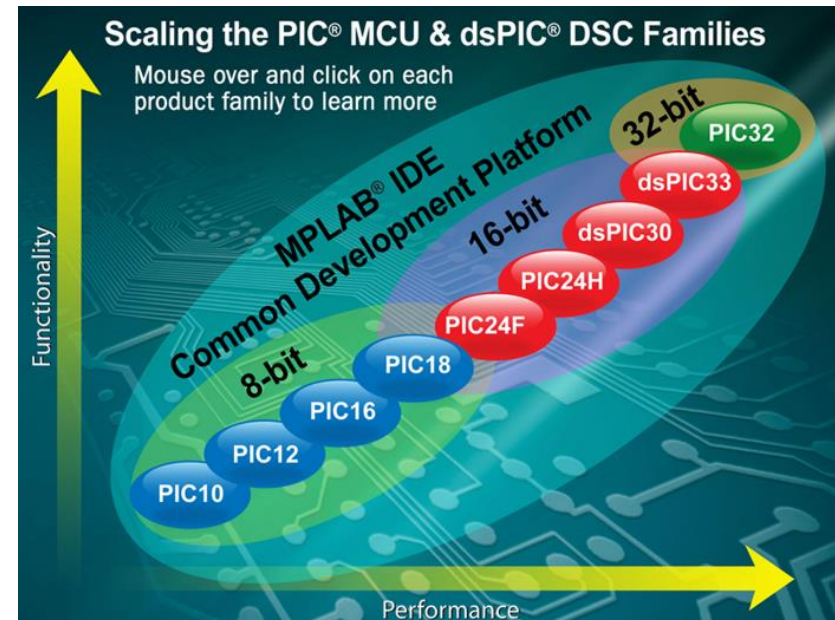 Scaling the PIC® MCU & dsPIC® DSC Families
Mouse over and click on each
product family to learn more
Functionality
MPLAB® IDE
Common Development Platform
32-bit
PIC32
dsPIC33
16-bit
dsPIC30
PIC24H
PIC24F
8-bit
PIC18
PIC16
PIC12
PIC10
Performance